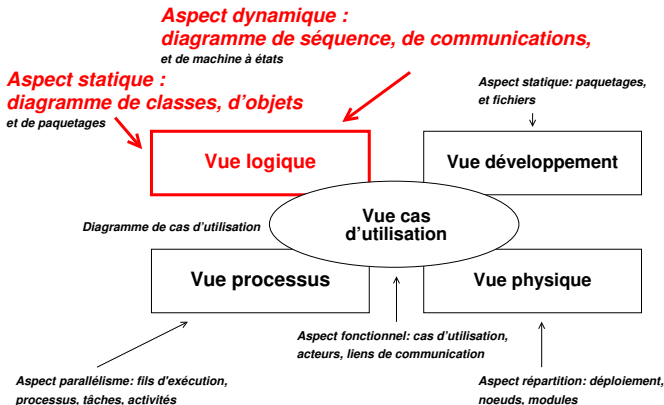 Aspect dynamique :
diagramme de séquence, de communications,
et de machine à états
Aspect statique :
diagramme de classes, d'objets
et de paquetages
Aspect statique: paquetages,
et fichiers
Vue logique
Vue développement
Vue cas
d'utilisation
Diagramme de cas d'utilisation
Vue processus
Vue physique
Aspect fonctionnel: cas d'utilisation,
acteurs, liens de communication
Aspect parallélisme: fils d'exécution,
processus, tâches, activités
Aspect répartition: déploiement,
noeuds, modules